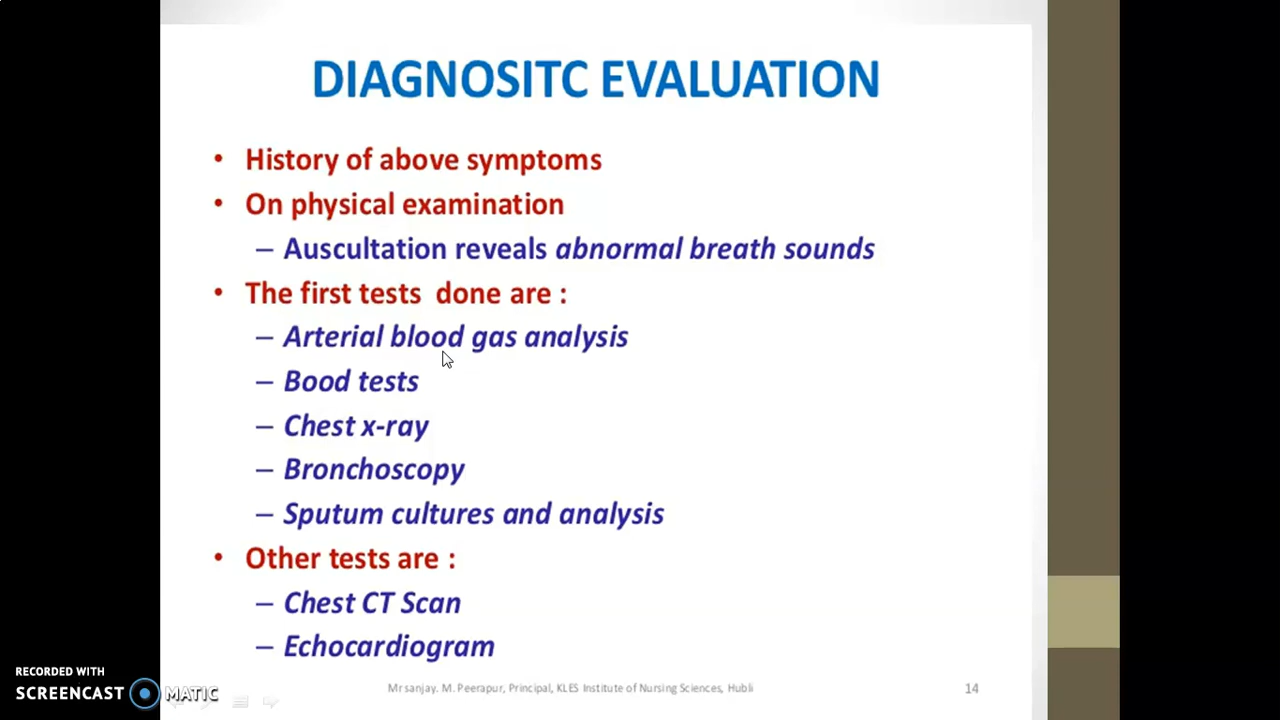 DIAGNOSITC EVALUATION
• History of above symptoms
• On physical examination
– Auscultation reveals abnormal breath sounds
• The first tests done are :
– Arterial blood gas analysis
– Bood tests
– Chest x-ray
– Bronchoscopy
– Sputum cultures and analysis
• Other tests are :
– Chest CT Scan
– Echocardiogram
Mr sanjay. M. Peerapur, Principal, KLES Institute of Nursing Sciences, Hubli
14
RECORDED WITH
SCREENCAST MATIC